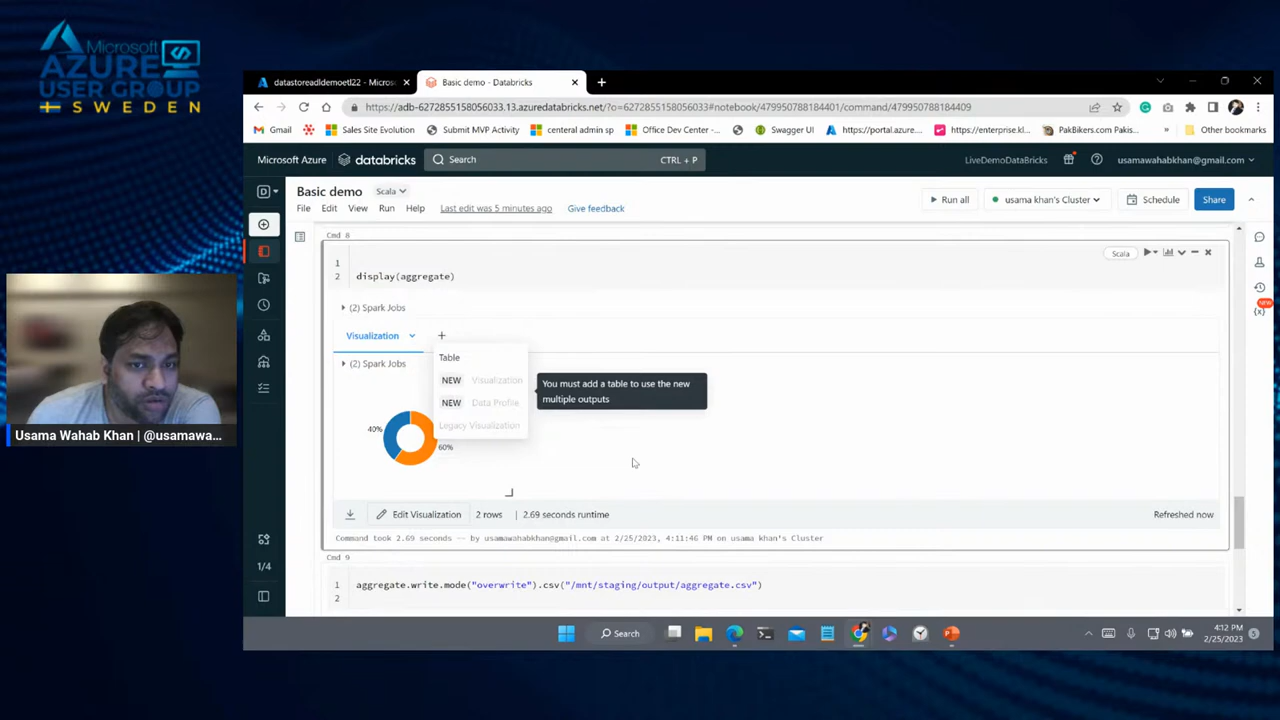 Microsoft
AZURE
USER GROUP
SWEDEN
datastoreadldemoetl22 - Microsc
Basic demo - Databricks
https://adb-6272855158056033.13.azuredatabricks.net/?o=6272855158056033#notebook/479950788184401/command/479950788184409
Gmail
Sales Site Evolution
Submit MVP Activity
centeral admin sp
Office Dev Center -...
Swagger UI
https://portal.azure...
https://enterprise.kl...
PakBikers.com Pakis...
»
Other bookmarks
Microsoft Azure
databricks
Search
CTRL + P
LiveDemoDataBricks
usamawahabkhan@gmail.com
D
Basic demo
Scala
File
Edit
View
Run
Help
Last edit was 5 minutes ago
Give feedback
Run all
usama khan's Cluster
Schedule
Share
Cmd 8
Scala
1
2 display(aggregate)
(2) Spark Jobs
Visualization
+
(2) Spark Jobs
Table
NEW Visualization
NEW Data Profile
Legacy Visualization
You must add a table to use the new
multiple outputs
40%
60%
Edit Visualization
2 rows | 2.69 seconds runtime
Refreshed now
Command took 2.69 seconds -- by usamawahabkhan@gmail.com at 2/25/2023, 4:11:46 PM on usama khan's Cluster
Cmd 9
1 aggregate.write.mode("overwrite").csv("/mnt/staging/output/aggregate.csv")
2
NEW
{x}
1/4
Usama Wahab Khan | @usamawa...
Search
4:12 PM
2/25/2023
5